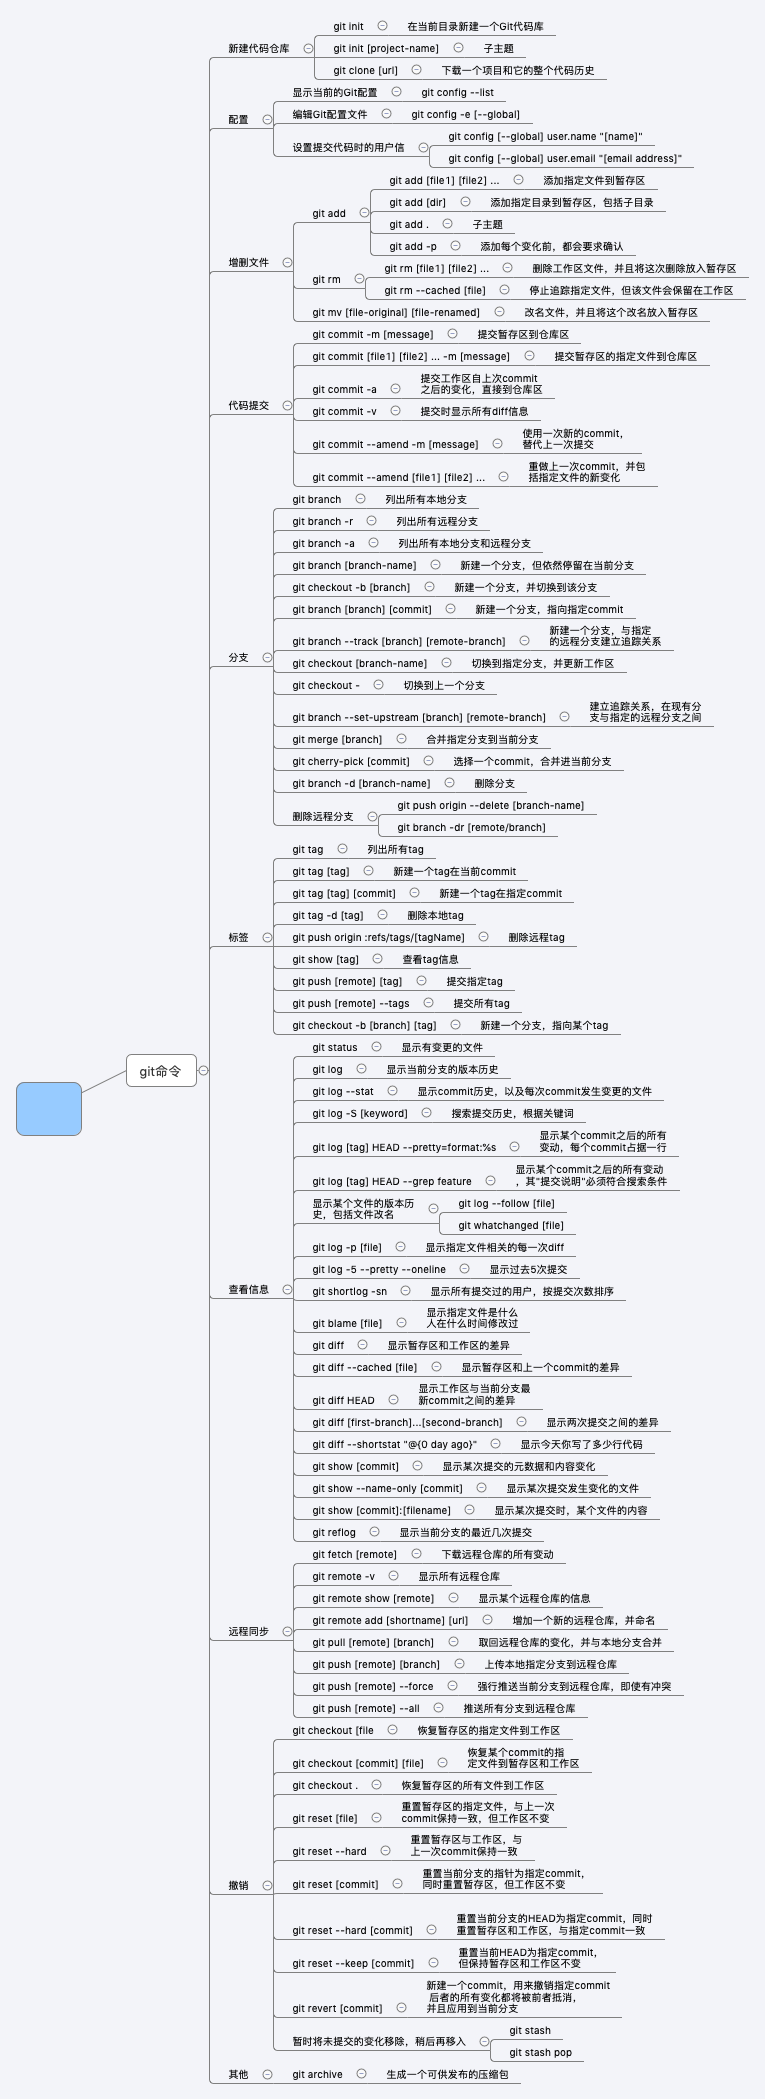 git命令
新建代码仓库
git init
在当前目录新建一个Git代码库
git init [project-name]
子主题
git clone [url]
下载一个项目和它的整个代码历史
配置
显示当前的Git配置
git config --list
编辑Git配置文件
git config -e [--global]
设置提交代码时的用户信
git config [--global] user.name "[name]"
git config [--global] user.email "[email address]"
增删文件
git add
git add [file1] [file2] ...
添加指定文件到暂存区
git add [dir]
添加指定目录到暂存区，包括子目录
git add .
子主题
git add -p
添加每个变化前，都会要求确认
git rm
git rm [file1] [file2] ...
删除工作区文件，并且将这次删除放入暂存区
git rm --cached [file]
停止追踪指定文件，但该文件会保留在工作区
git mv [file-original] [file-renamed]
改名文件，并且将这个改名放入暂存区
代码提交
git commit -m [message]
提交暂存区到仓库区
git commit [file1] [file2] ... -m [message]
提交暂存区的指定文件到仓库区
git commit -a
提交工作区自上次commit
之后的变化，直接到仓库区
git commit -v
提交时显示所有diff信息
git commit --amend -m [message]
使用一次新的commit，
替代上一次提交
git commit --amend [file1] [file2] ...
重做上一次commit，并包
括指定文件的新变化
分支
git branch
列出所有本地分支
git branch -r
列出所有远程分支
git branch -a
列出所有本地分支和远程分支
git branch [branch-name]
新建一个分支，但依然停留在当前分支
git checkout -b [branch]
新建一个分支，并切换到该分支
git branch [branch] [commit]
新建一个分支，指向指定commit
git branch --track [branch] [remote-branch]
新建一个分支，与指定
的远程分支建立追踪关系
git checkout [branch-name]
切换到指定分支，并更新工作区
git checkout -
切换到上一个分支
git branch --set-upstream [branch] [remote-branch]
建立追踪关系，在现有分
支与指定的远程分支之间
git merge [branch]
合并指定分支到当前分支
git cherry-pick [commit]
选择一个commit，合并进当前分支
git branch -d [branch-name]
删除分支
删除远程分支
git push origin --delete [branch-name]
git branch -dr [remote/branch]
标签
git tag
列出所有tag
git tag [tag]
新建一个tag在当前commit
git tag [tag] [commit]
新建一个tag在指定commit
git tag -d [tag]
删除本地tag
git push origin :refs/tags/[tagName]
删除远程tag
git show [tag]
查看tag信息
git push [remote] [tag]
提交指定tag
git push [remote] --tags
提交所有tag
git checkout -b [branch] [tag]
新建一个分支，指向某个tag
查看信息
git status
显示有变更的文件
git log
显示当前分支的版本历史
git log --stat
显示commit历史，以及每次commit发生变更的文件
git log -S [keyword]
搜索提交历史，根据关键词
git log [tag] HEAD --pretty=format:%s
显示某个commit之后的所有
变动，每个commit占据一行
git log [tag] HEAD --grep feature
显示某个commit之后的所有变动
，其"提交说明"必须符合搜索条件
显示某个文件的版本历
史，包括文件改名
git log --follow [file]
git whatchanged [file]
git log -p [file]
显示指定文件相关的每一次diff
git log -5 --pretty --oneline
显示过去5次提交
git shortlog -sn
显示所有提交过的用户，按提交次数排序
git blame [file]
显示指定文件是什么
人在什么时间修改过
git diff
显示暂存区和工作区的差异
git diff --cached [file]
显示暂存区和上一个commit的差异
git diff HEAD
显示工作区与当前分支最
新commit之间的差异
git diff [first-branch]...[second-branch]
显示两次提交之间的差异
git diff --shortstat "@{0 day ago}"
显示今天你写了多少行代码
git show [commit]
显示某次提交的元数据和内容变化
git show --name-only [commit]
显示某次提交发生变化的文件
git show [commit]:[filename]
显示某次提交时，某个文件的内容
git reflog
显示当前分支的最近几次提交
远程同步
git fetch [remote]
下载远程仓库的所有变动
git remote -v
显示所有远程仓库
git remote show [remote]
显示某个远程仓库的信息
git remote add [shortname] [url]
增加一个新的远程仓库，并命名
git pull [remote] [branch]
取回远程仓库的变化，并与本地分支合并
git push [remote] [branch]
上传本地指定分支到远程仓库
git push [remote] --force
强行推送当前分支到远程仓库，即使有冲突
git push [remote] --all
推送所有分支到远程仓库
撤销
git checkout [file
恢复暂存区的指定文件到工作区
git checkout [commit] [file]
恢复某个commit的指
定文件到暂存区和工作区
git checkout .
恢复暂存区的所有文件到工作区
git reset [file]
重置暂存区的指定文件，与上一次
commit保持一致，但工作区不变
git reset --hard
重置暂存区与工作区，与
上一次commit保持一致
git reset [commit]
重置当前分支的指针为指定commit，
同时重置暂存区，但工作区不变
git reset --hard [commit]
重置当前分支的HEAD为指定commit，同时
重置暂存区和工作区，与指定commit一致
git reset --keep [commit]
重置当前HEAD为指定commit，
但保持暂存区和工作区不变
git revert [commit]
新建一个commit，用来撤销指定commit
后者的所有变化都将被前者抵消，
并且应用到当前分支
暂时将未提交的变化移除，稍后再移入
git stash
git stash pop
其他
git archive
生成一个可供发布的压缩包